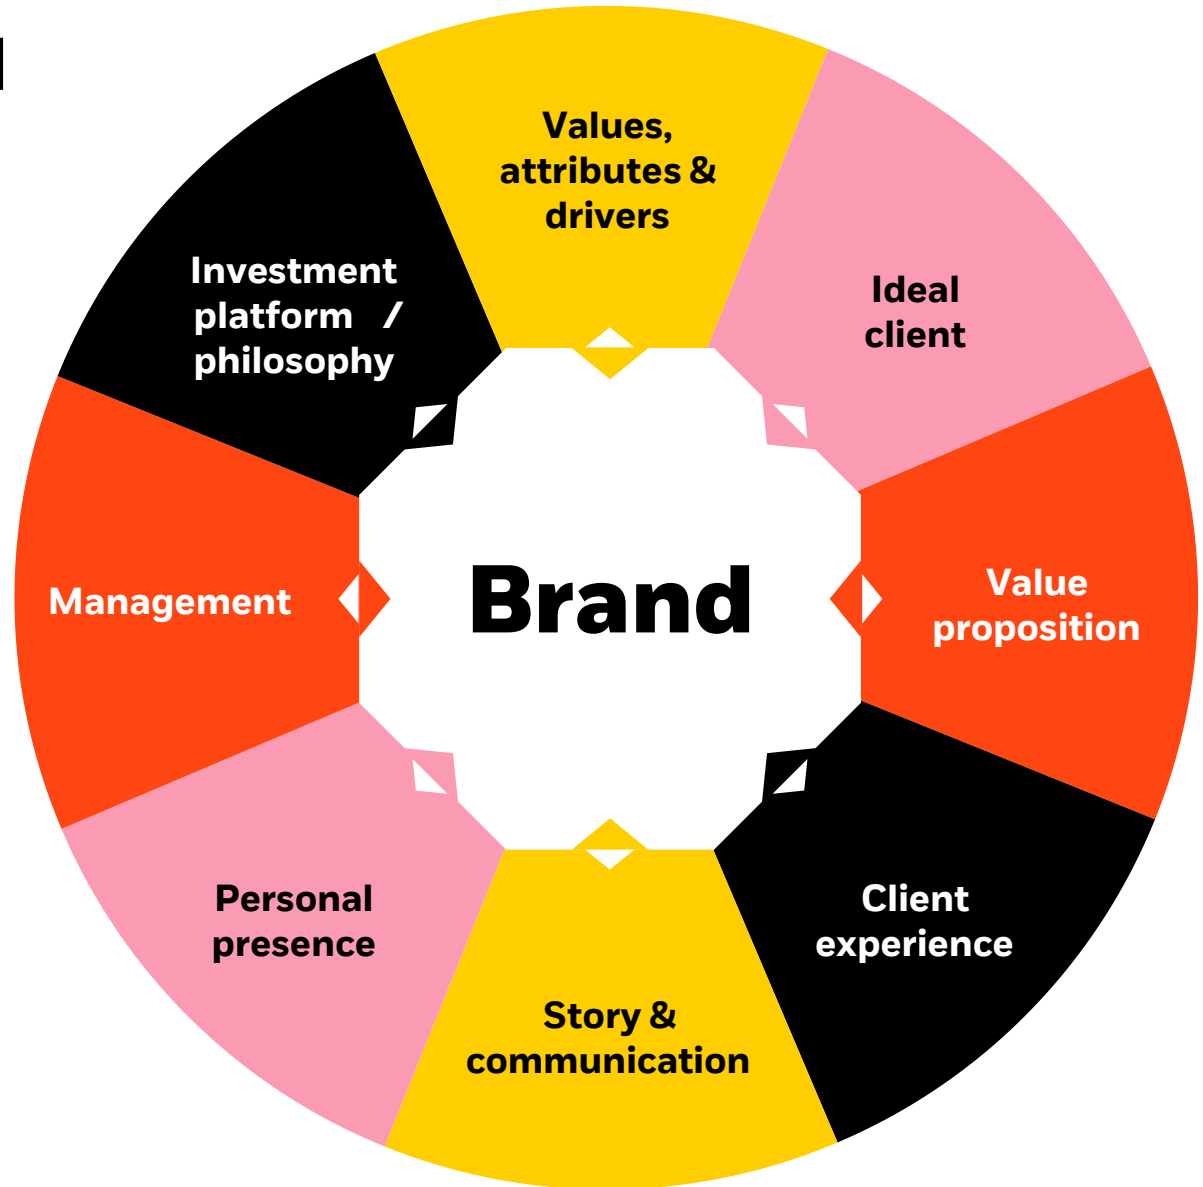 Values,
attributes &
drivers
Ideal
client
Value
proposition
Client
experience
Story &
communication
Personal
presence
Management
Investment
platform /
philosophy
Brand